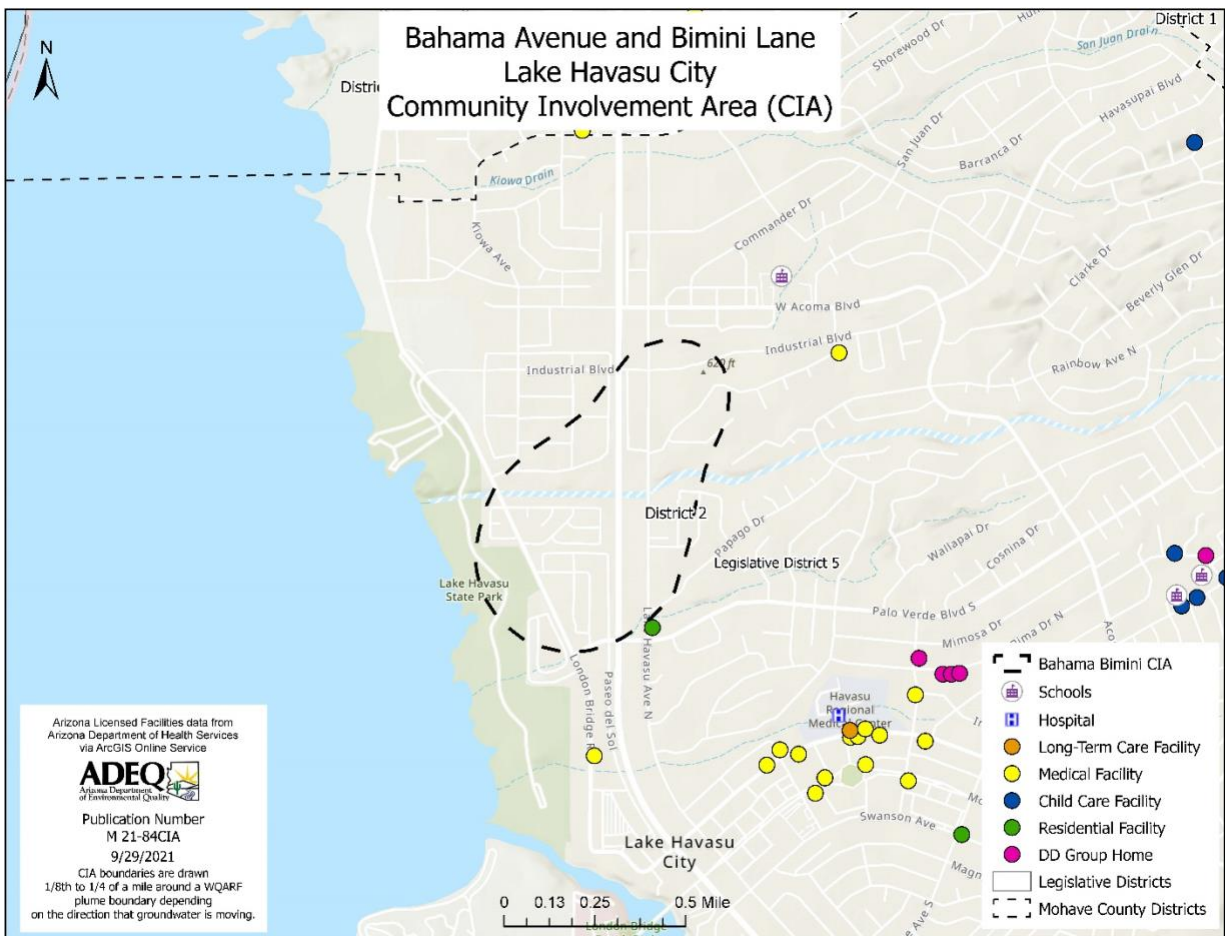 Bahama Avenue and Bimini Lane
Lake Havasu City
Community Involvement Area (CIA)
N
District 1
San Juan Drain
Shorewood Dr
Havasupai Blvd
San Juan Dr
Barranca Dr
Kiowa Drain
Kiowa Ave
Commander Dr
Clarke Dr
Beverly Glen Dr
W Acoma Blvd
Industrial Blvd
Industrial Blvd
620 ft
Rainbow Ave N
District 2
Papago Dr
Wallapai Dr
Cosnina Dr
Legislative District 5
Lake Havasu
State Park
Palo Verde Blvd S
Mimosa Dr
Pima Dr N
Havasu Ave N
London Bridge R
Paseo del Sol
Havasu
Regional
Medical Center
H
Swanson Ave
Lake Havasu
City
Arizona Licensed Facilities data from
Arizona Department of Health Services
via ArcGIS Online Service
ADEQ
Arizona Department
of Environmental Quality
Publication Number
M 21-84CIA
9/29/2021
CIA boundaries are drawn
1/8th to 1/4 of a mile around a WQARF
plume boundary depending
on the direction that groundwater is moving.
0 0.13 0.25 0.5 Mile
Bahama Bimini CIA
Schools
H Hospital
Long-Term Care Facility
Medical Facility
Child Care Facility
Residential Facility
DD Group Home
Legislative Districts
Mohave County Districts